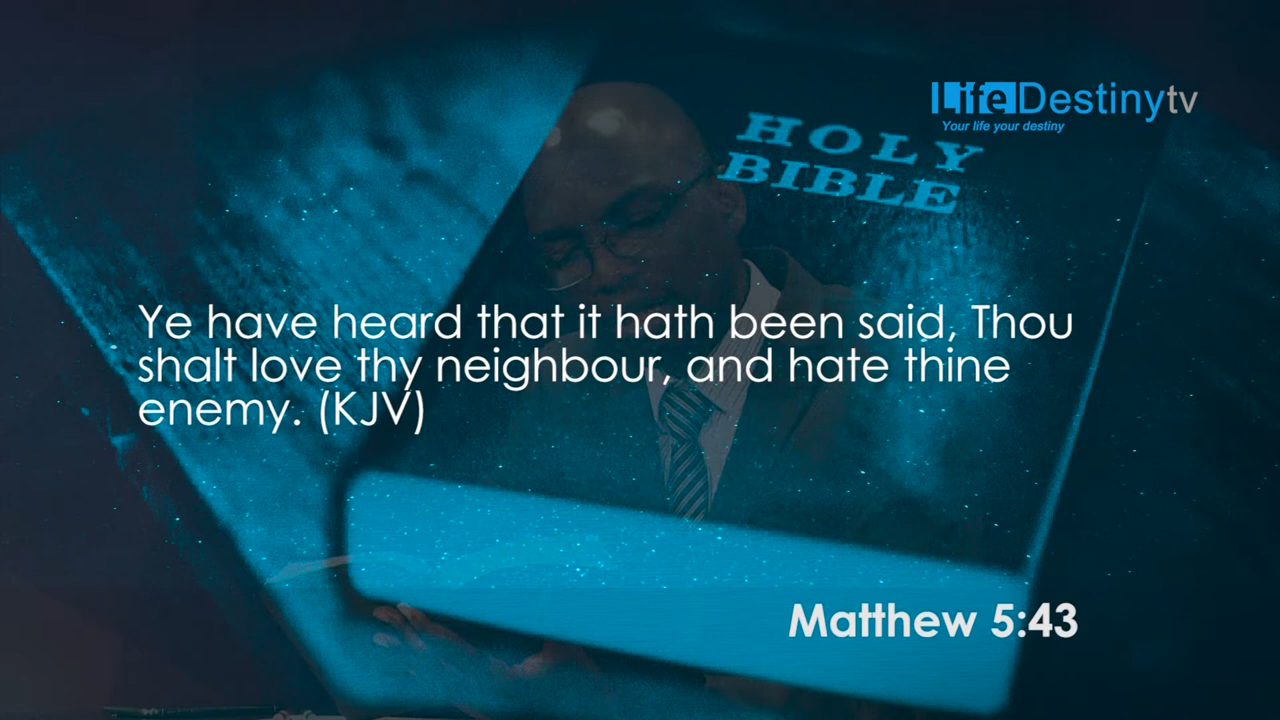 LifeDestinytv
Your life your destiny
HOLY
BIBLE
Ye have heard that it hath been said, Thou
shalt love thy neighbour, and hate thine
enemy. (KJV)
Matthew 5:43